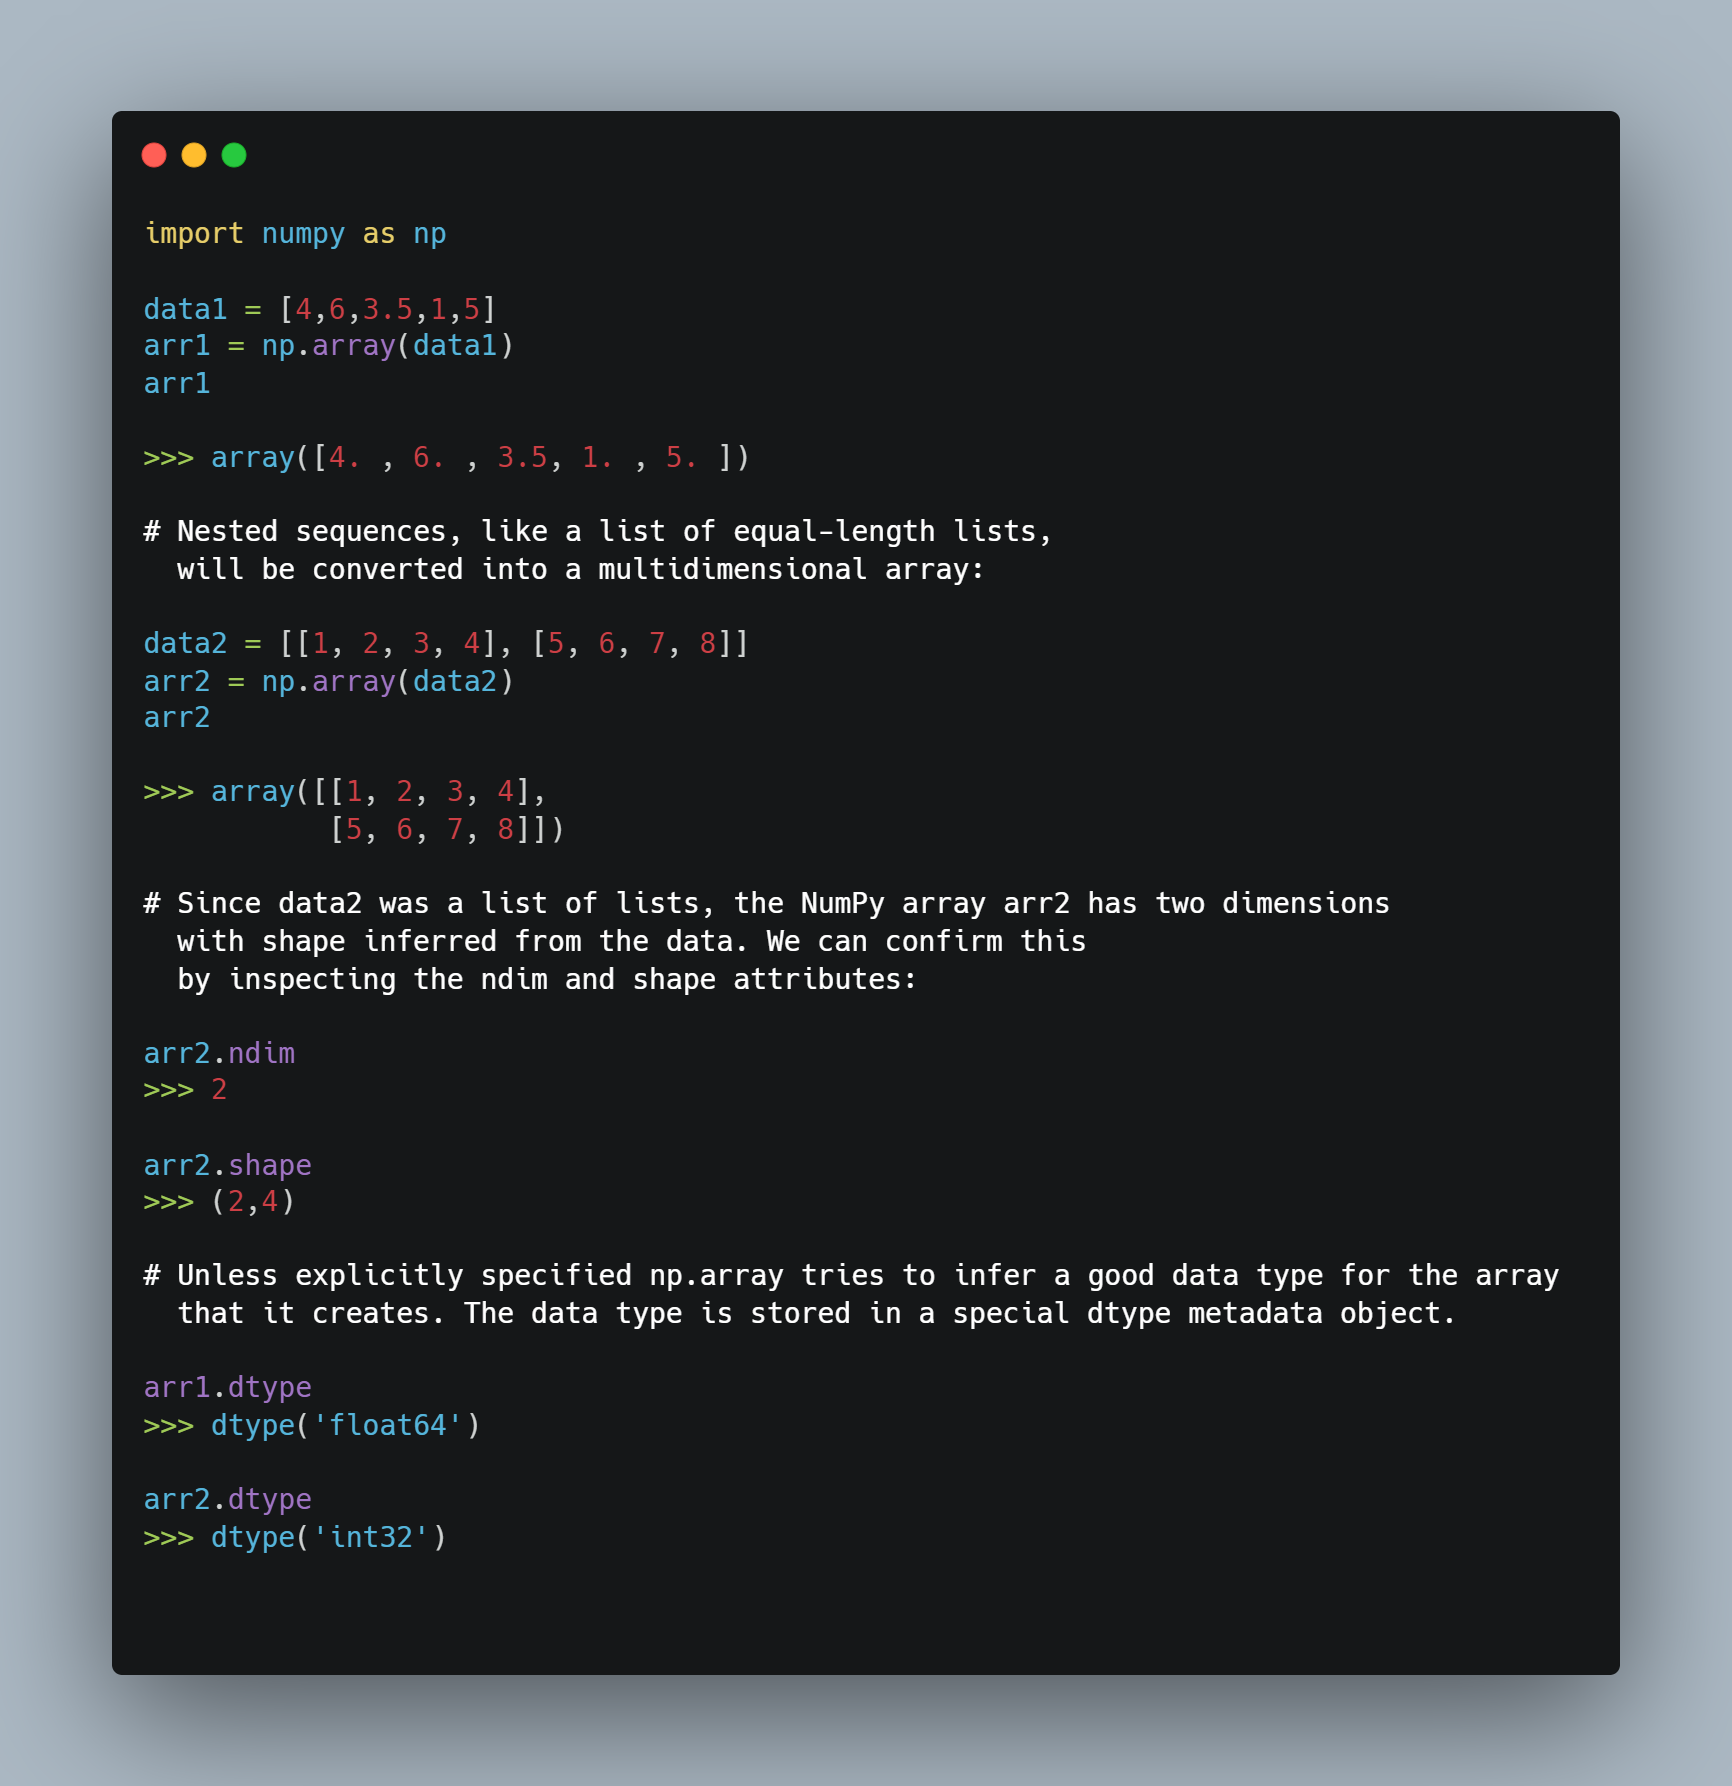 import numpy as np
data1 = [4,6,3.5,1,5]
arr1 = np.array(data1)
arr1
>>> array([4. , 6. , 3.5, 1. , 5. ])
# Nested sequences, like a list of equal-length lists,
  will be converted into a multidimensional array:
data2 = [[1, 2, 3, 4], [5, 6, 7, 8]]
arr2 = np.array(data2)
arr2
>>> array([[1, 2, 3, 4],
           [5, 6, 7, 8]])
# Since data2 was a list of lists, the NumPy array arr2 has two dimensions
  with shape inferred from the data. We can confirm this
  by inspecting the ndim and shape attributes:
arr2.ndim
>>> 2
arr2.shape
>>> (2,4)
# Unless explicitly specified np.array tries to infer a good data type for the array
  that it creates. The data type is stored in a special dtype metadata object.
arr1.dtype
>>> dtype('float64')
arr2.dtype
>>> dtype('int32')